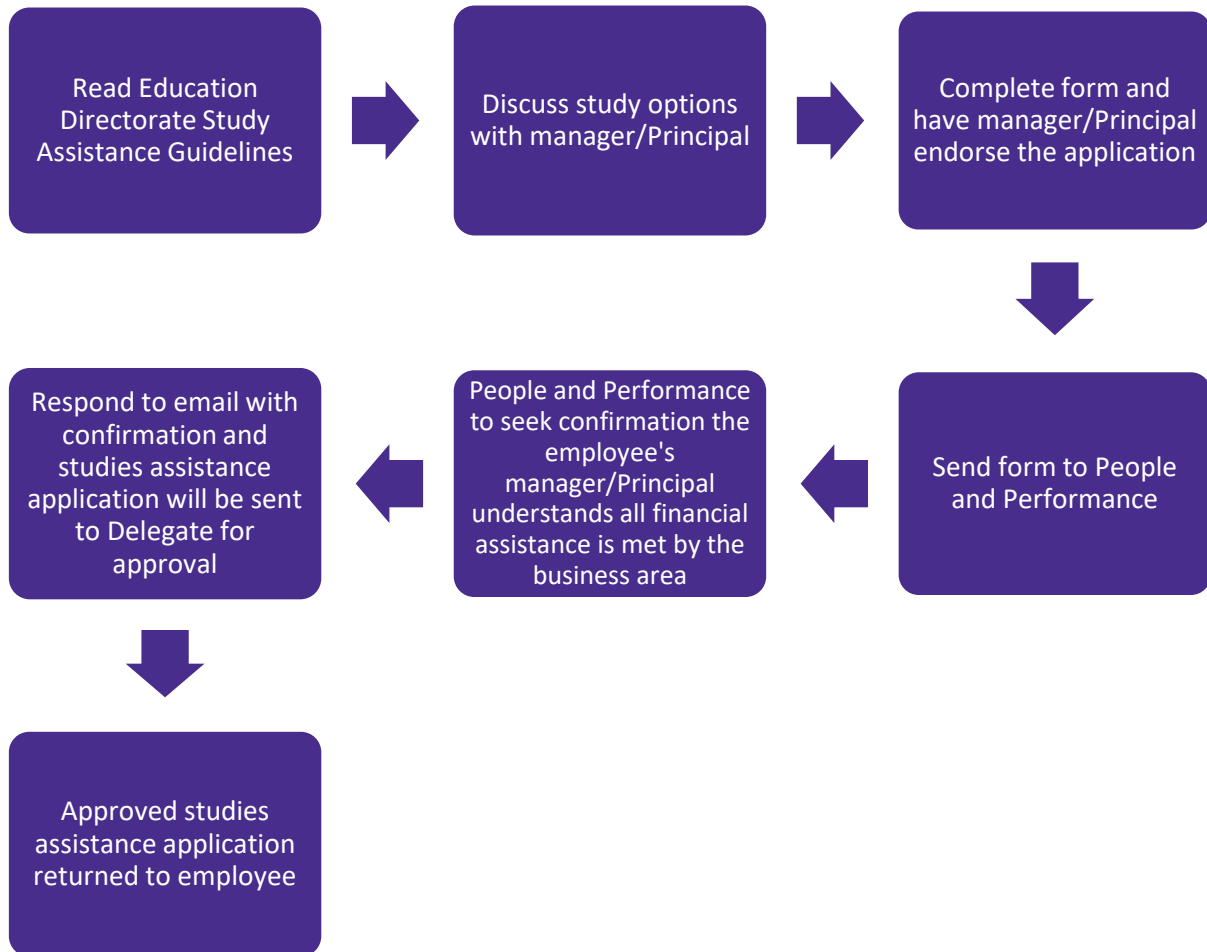 Read Education
Directorate Study
Assistance Guidelines
Discuss study options
with manager/Principal
Complete form and
have manager/Principal
endorse the application
Send form to People
and Performance
People and Performance
to seek confirmation the
employee's
manager/Principal
understands all financial
assistance is met by the
business area
Respond to email with
confirmation and
studies assistance
application will be sent
to Delegate for
approval
Approved studies
assistance application
returned to employee